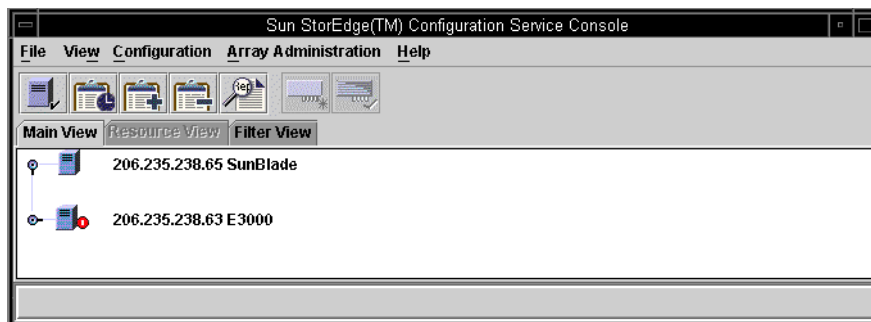 Sun StorEdge(TM) Configuration Service Console
File View Configuration Array Administration Help
Rep
Main View Resource View Filter View
206.235.238.65 SunBlade
206.235.238.63 E3000